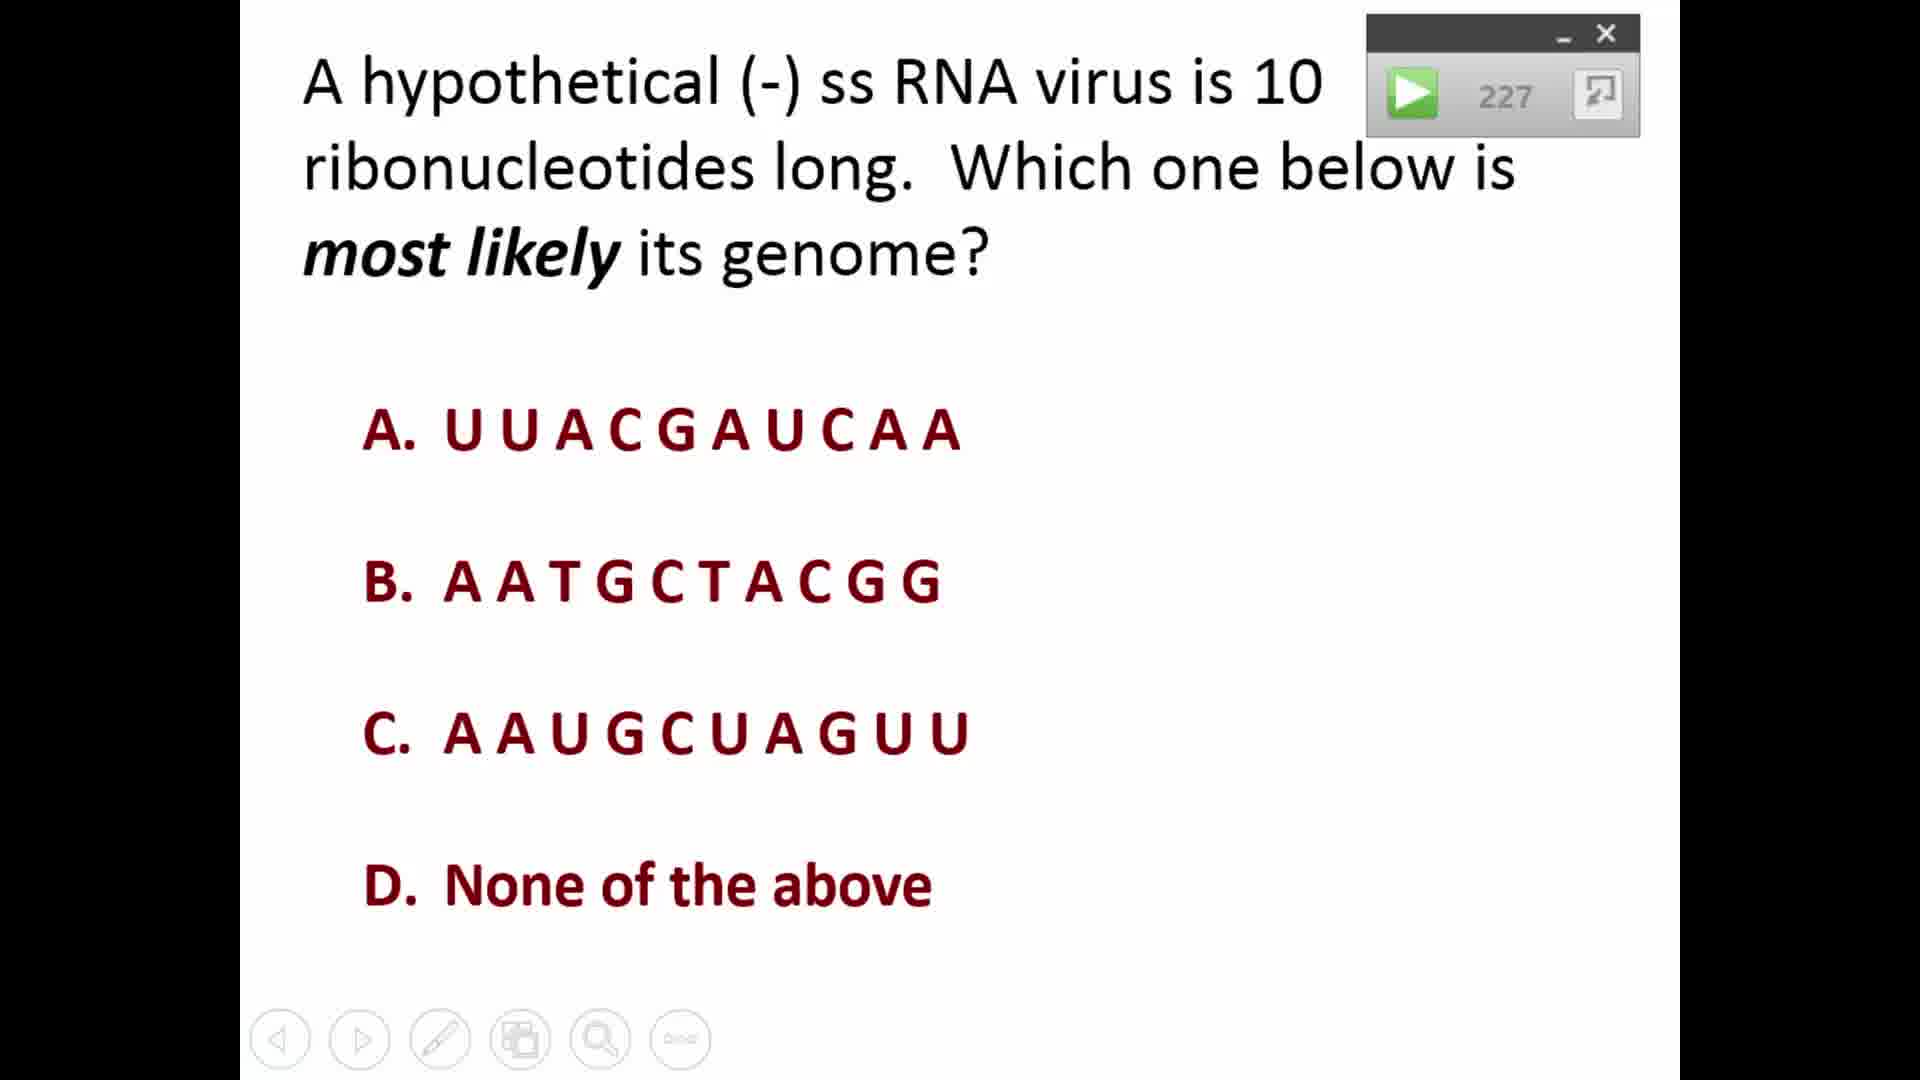 A hypothetical (-) ss RNA virus is 10
ribonucleotides long. Which one below is
most likely its genome?
227
A. U U A C G A U C A A
B. A A T G C T A C G G
C. A A U G C U A G U U
D. None of the above